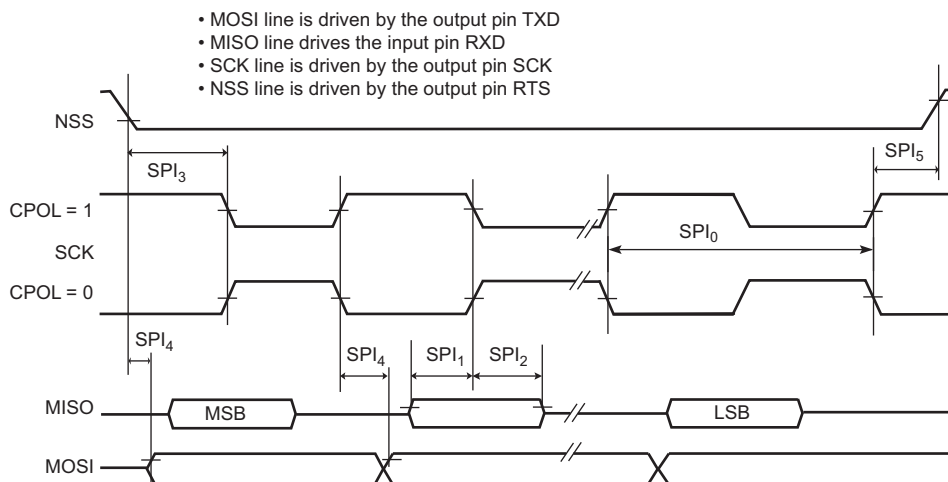 • MOSI line is driven by the output pin TXD
• MISO line drives the input pin RXD
• SCK line is driven by the output pin SCK
• NSS line is driven by the output pin RTS
NSS
SPI5
SPI3
CPOL = 1
SPI0
SCK
CPOL = 0
SPI4
SPI4
SPI1
SPI2
MISO
MSB
LSB
MOSI